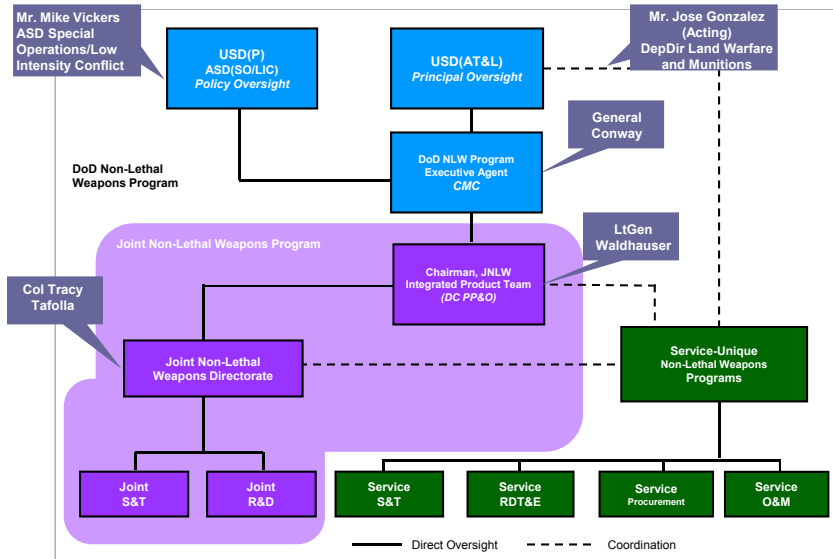 Mr. Mike Vickers
ASD Special
Operations/Low
Intensity Conflict
USD(P)
ASD(SO/LIC)
Policy Oversight
USD(AT&L)
Principal Oversight
Mr. Jose Gonzalez
(Acting)
DepDir Land Warfare
and Munitions
General
Conway
DoD Non-Lethal
Weapons Program
DoD NLW Program
Executive Agent
CMC
Joint Non-Lethal Weapons Program
LtGen
Waldhauser
Chairman, JNLW
Integrated Product Team
(DC PP&O)
Col Tracy
Tafolla
Joint Non-Lethal
Weapons Directorate
Service-Unique
Non-Lethal Weapons
Programs
Joint
S&T
Joint
R&D
Service
S&T
Service
RDT&E
Service
Procurement
Service
O&M
Direct Oversight
Coordination